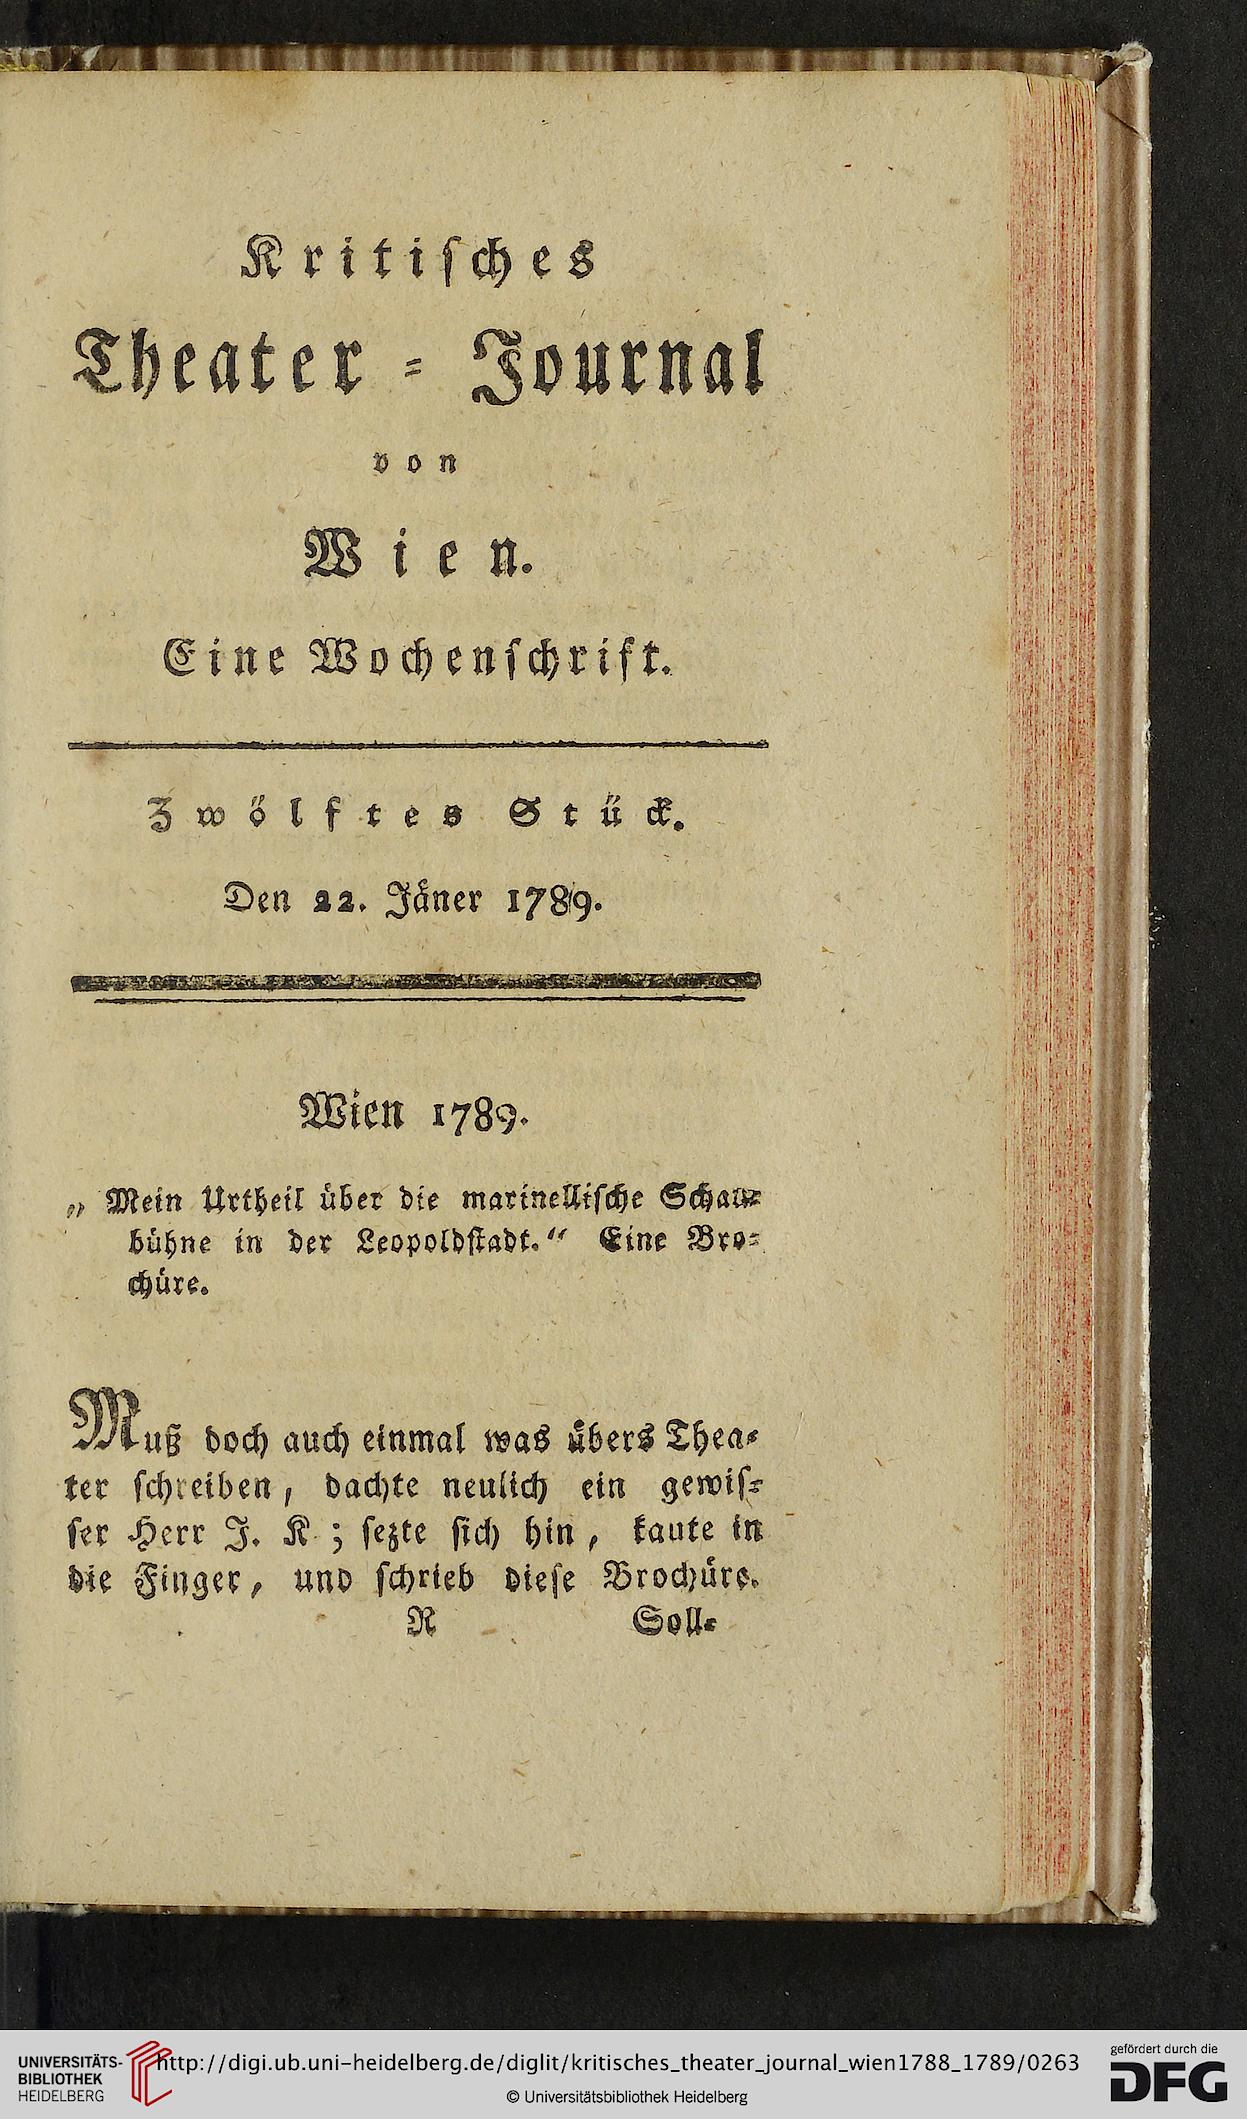 Kritisches
Theater = Journal
von
Wien.
Eine Wochenschrift.
Zwölftes Stück.
Den 22. Jäner 1789.
Wien 1789.
„ Mein Urtheil über die marinellische Schau=
bühne in der Leopoldstadt.“ Eine Bro=
chüre.
Muß doch auch einmal was übers Thea=
ter schreiben, dachte neulich ein gewis=
ser Herr J. K ; sezte sich hin, kaute in
die Finger, und schrieb diese Brochüre.
R Soll=
UNIVERSITÄTS-
BIBLIOTHEK
HEIDELBERG
http://digi.ub.uni-heidelberg.de/diglit/kritisches_theater_journal_wien1788_1789/0263
© Universitätsbibliothek Heidelberg
gefördert durch die
DFG